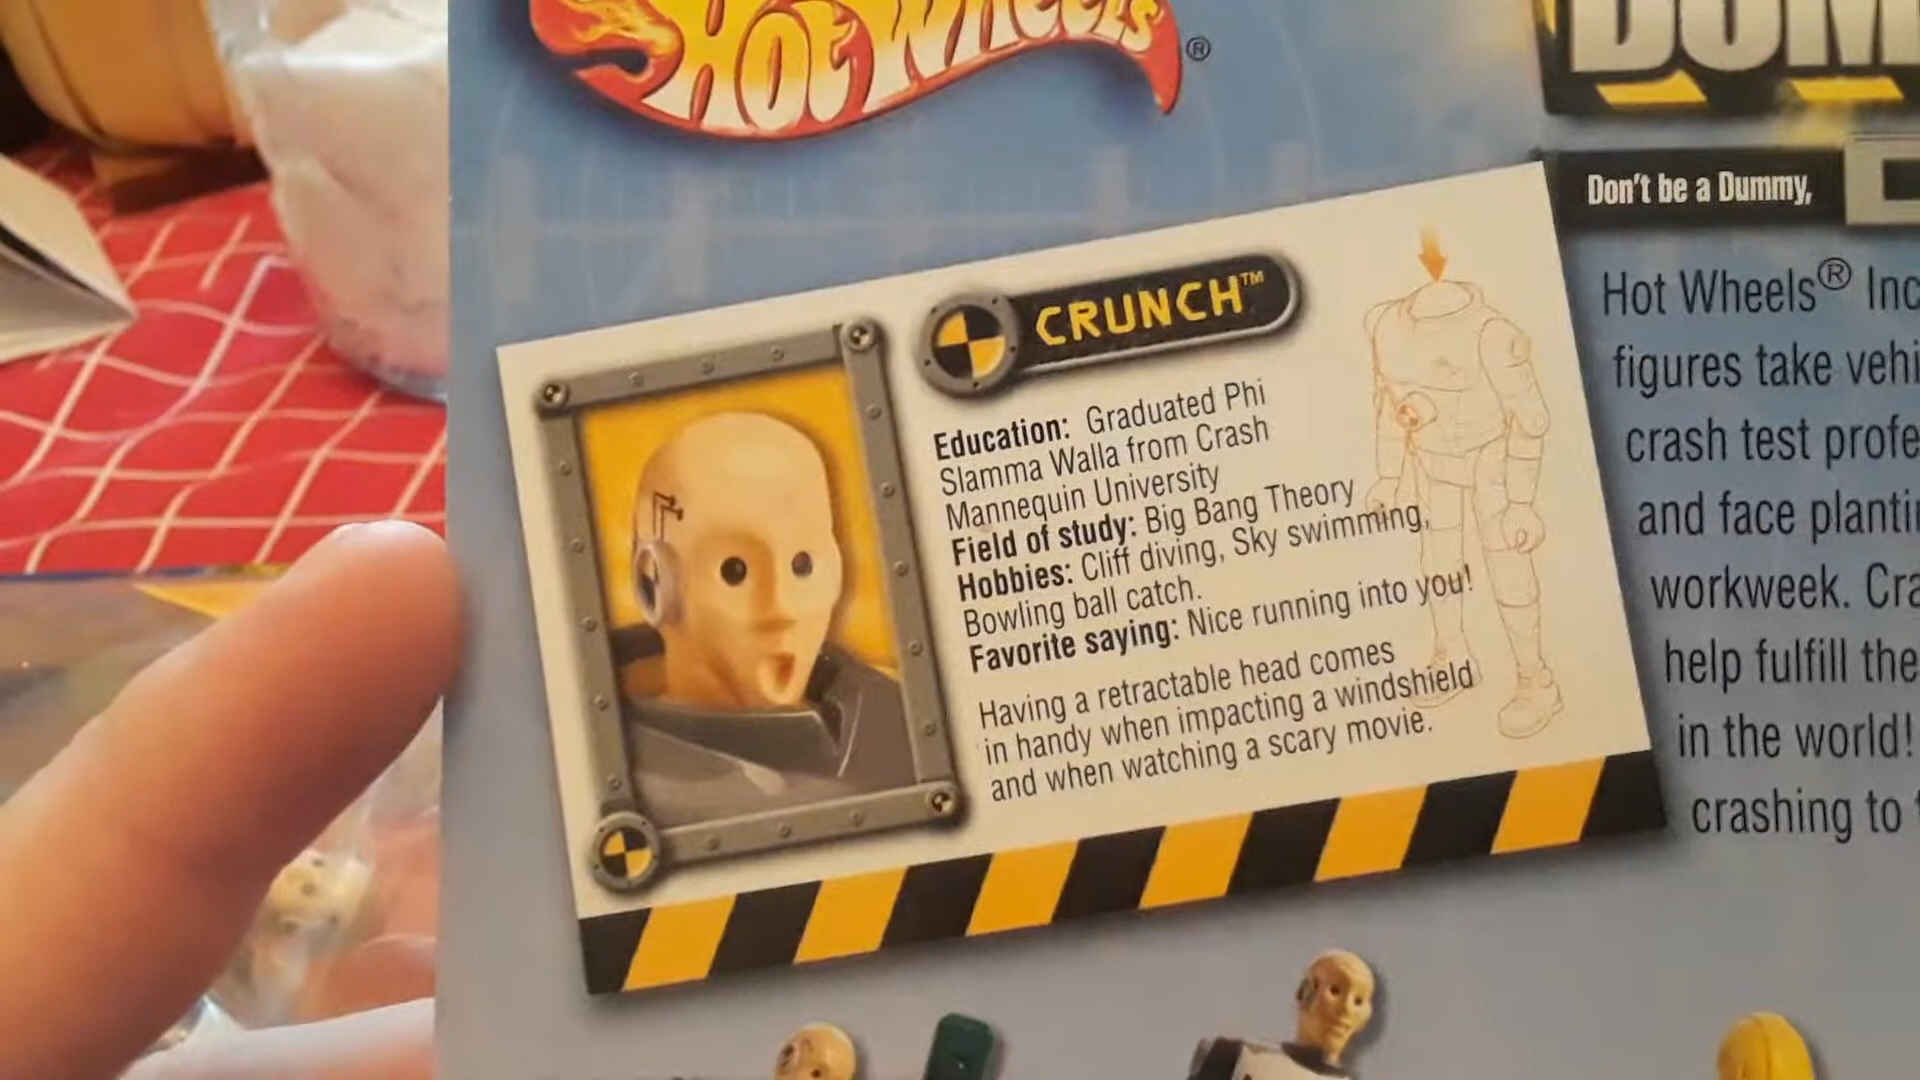 Hot Wheels®
DUM
Don't be a Dummy,
CRUNCH™
Education: Graduated Phi
Slamma Walla from Crash
Mannequin University
Field of study: Big Bang Theory
Hobbies: Cliff diving, Sky swimming,
Bowling ball catch.
Favorite saying: Nice running into you!
Having a retractable head comes
in handy when impacting a windshield
and when watching a scary movie.
Hot Wheels® Inc
figures take vehi
crash test profe
and face planti
workweek. Cra
help fulfill the
in the world!
crashing to